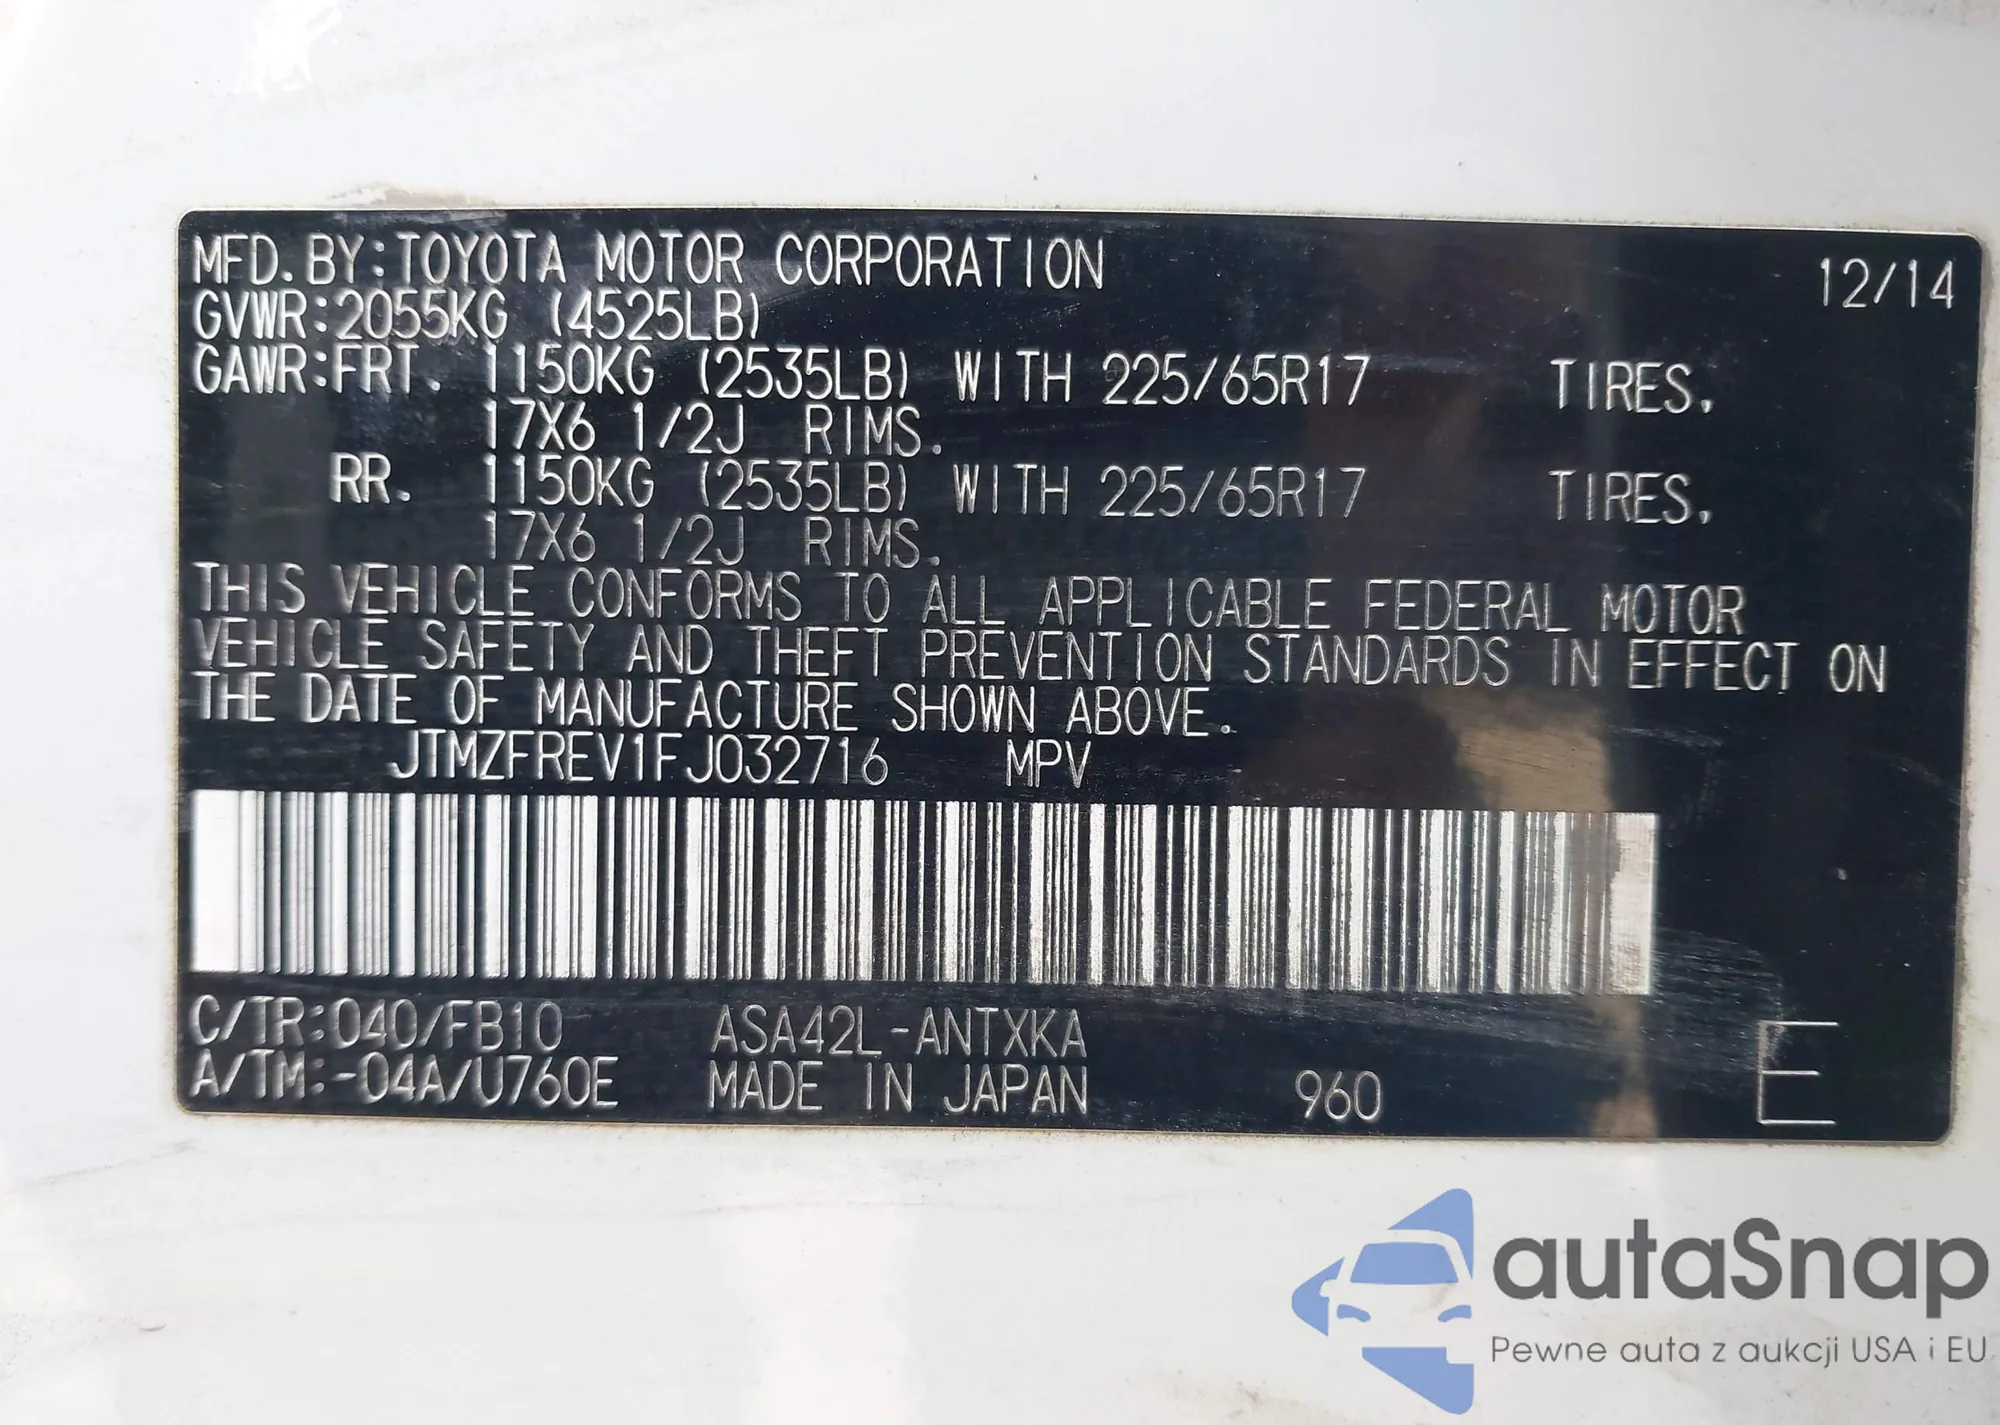 MFD. BY: TOYOTA MOTOR CORPORATION 12/14
GVWR: 2055KG (4525LB)
GAWR: FRT. 1150KG (2535LB) WITH 225/65R17 TIRES,
17X6 1/2J RIMS.
RR. 1150KG (2535LB) WITH 225/65R17 TIRES,
17X6 1/2J RIMS.
THIS VEHICLE CONFORMS TO ALL APPLICABLE FEDERAL MOTOR
VEHICLE SAFETY AND THEFT PREVENTION STANDARDS IN EFFECT ON
THE DATE OF MANUFACTURE SHOWN ABOVE.
JTMZFREV1FJ032716 MPV
C/TR: 040/FB10 ASA42L-ANTXKA
A/TM: -04A/U760E MADE IN JAPAN 960 E
autaSnap
Pewne auta z aukcji USA i EU